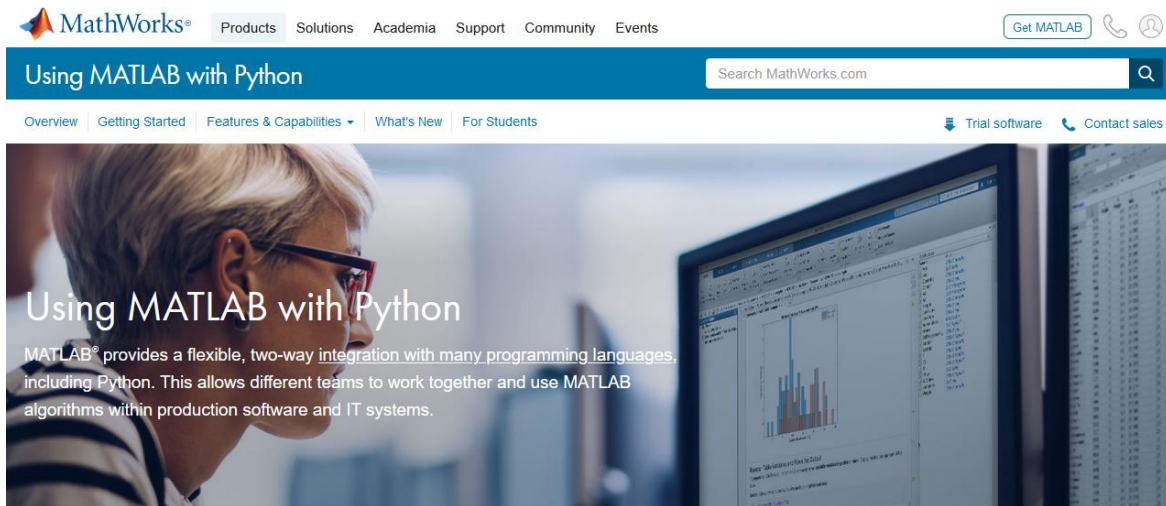 MathWorks®
Products Solutions Academia Support Community Events
Get MATLAB
Using MATLAB with Python
Search MathWorks.com
Overview Getting Started Features & Capabilities What's New For Students
Trial software Contact sales
Using MATLAB with Python
MATLAB® provides a flexible, two-way integration with many programming languages,
including Python. This allows different teams to work together and use MATLAB
algorithms within production software and IT systems.